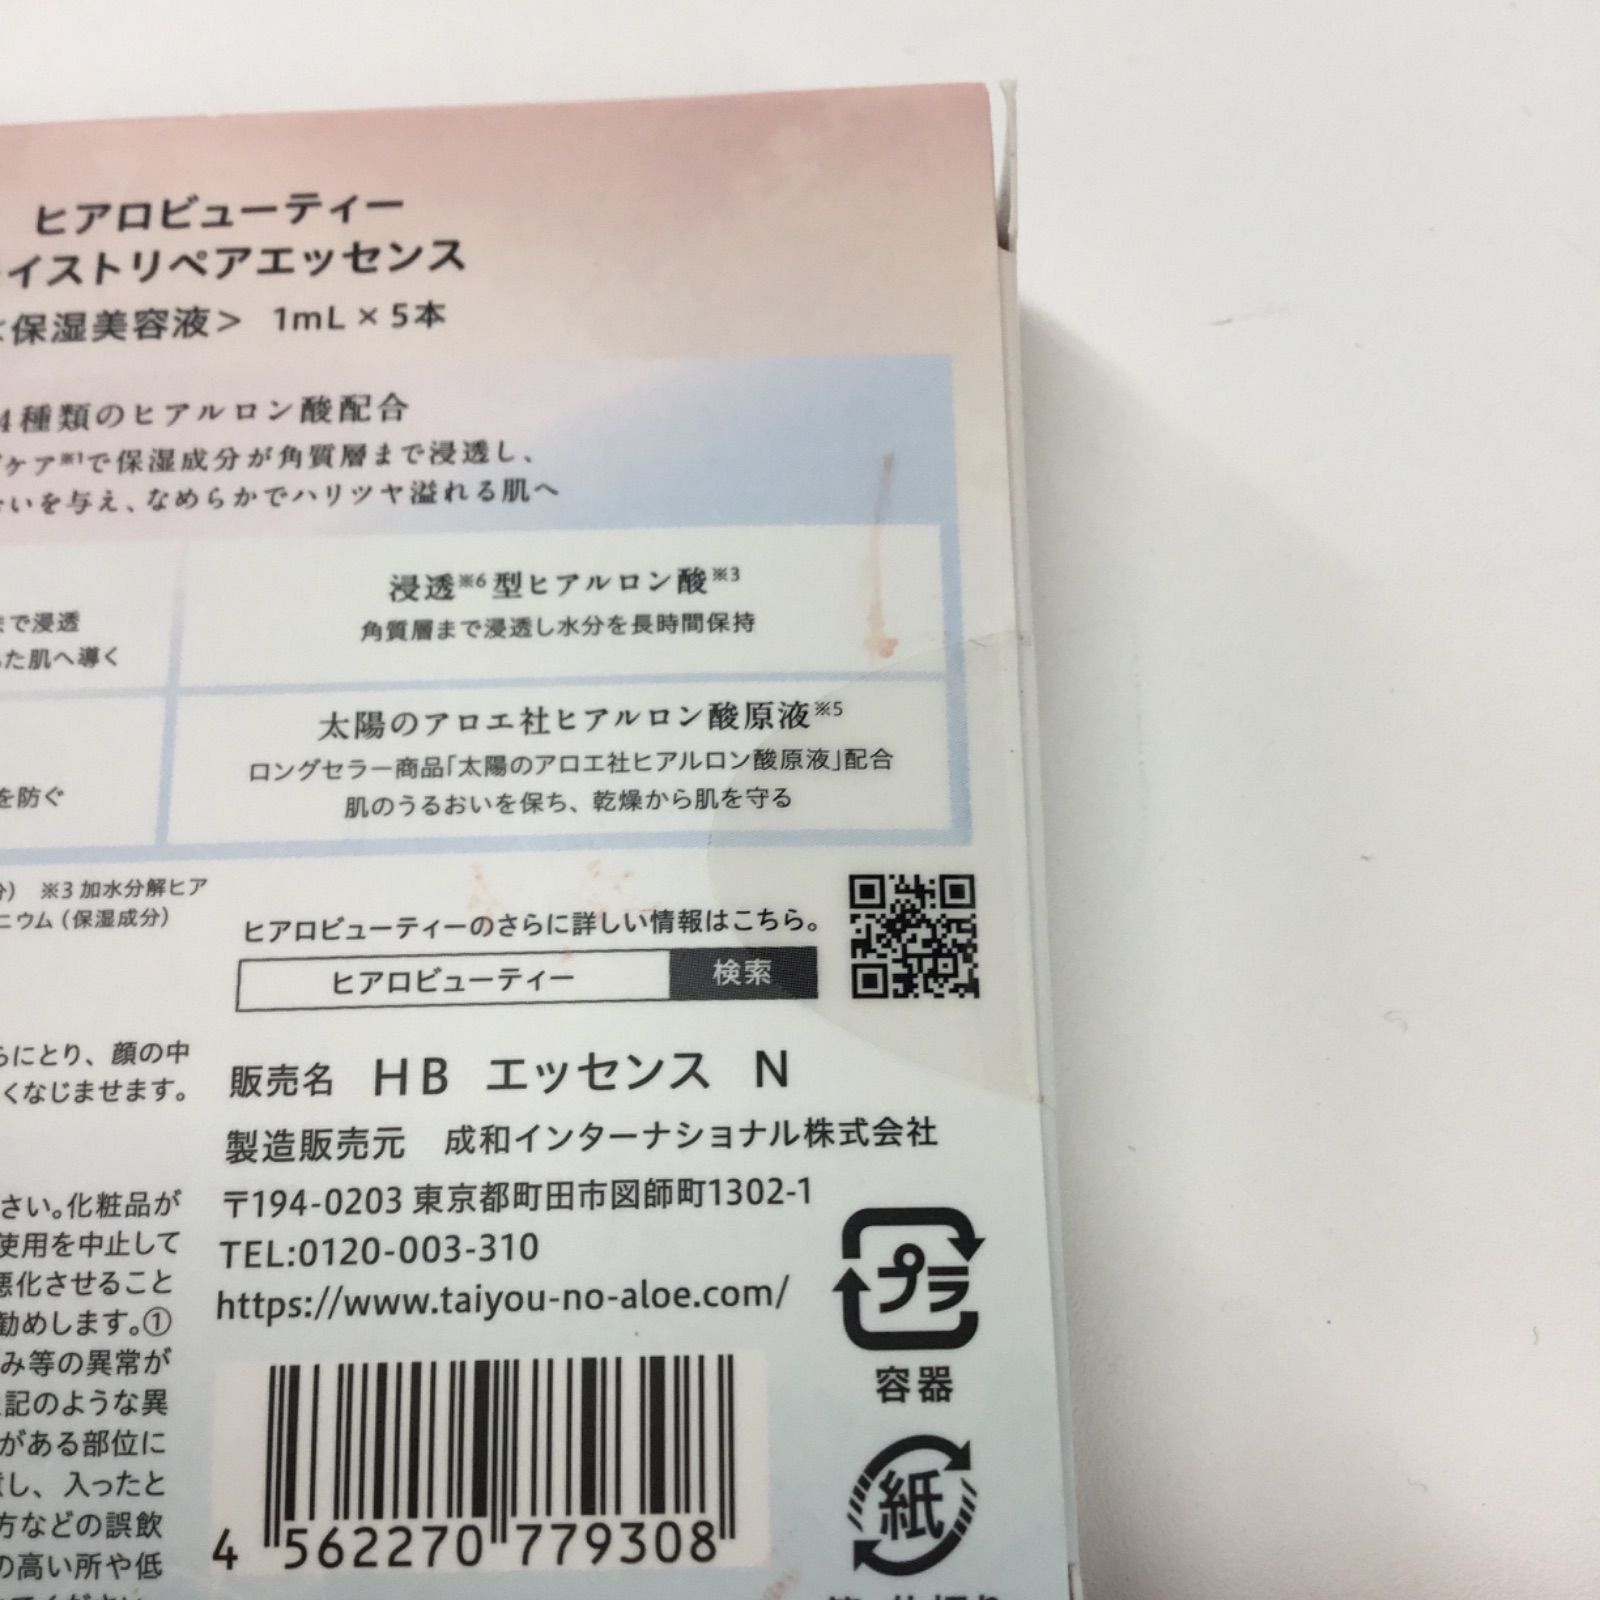 ヒアロビューティー
イストリペアエッセンス
保湿美容液＞ 1mL×5本
4種類のヒアルロン酸配合
ケア※1で保湿成分が角質層まで浸透し、
いを与え、なめらかでハリツヤ溢れる肌へ
まで浸透
た肌へ導く
浸透※6型ヒアルロン酸※3
角質層まで浸透し水分を長時間保持
を防ぐ
太陽のアロエ社ヒアルロン酸原液※5
ロングセラー商品「太陽のアロエ社ヒアルロン酸原液」配合
肌のうるおいを保ち、乾燥から肌を守る
分） ※3 加水分解ヒア
ニウム（保湿成分）
ヒアロビューティーのさらに詳しい情報はこちら。
ヒアロビューティー 検索
らにとり、顔の中
くなじませます。
販売名 HB エッセンス N
製造販売元 成和インターナショナル株式会社
〒194-0203 東京都町田市図師町1302-1
TEL:0120-003-310
https://www.taiyou-no-aloe.com/
さい。化粧品が
使用を中止して
悪化させること
勧めします。①
み等の異常が
記のような異
がある部位に
し、入ったと
方などの誤飲
の高い所や低
プラ
容器
紙
4 562270 779308